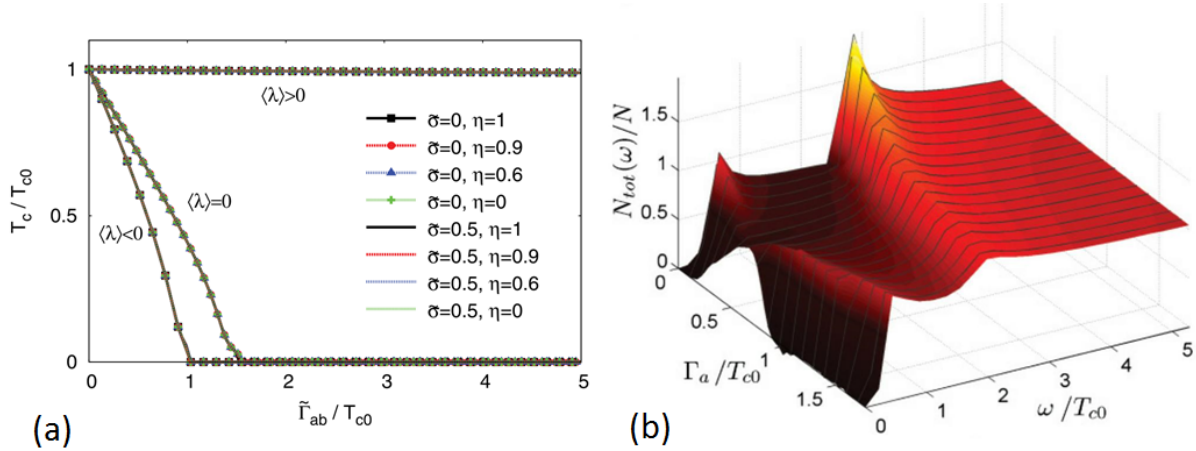 1
0.5
0
T_c / T_c0
⟨λ⟩>0
⟨λ⟩=0
⟨λ⟩<0
σ̃=0, η=1
σ̃=0, η=0.9
σ̃=0, η=0.6
σ̃=0, η=0
σ̃=0.5, η=1
σ̃=0.5, η=0.9
σ̃=0.5, η=0.6
σ̃=0.5, η=0
0 1 2 3 4 5
Γ̃_ab / T_c0
(a)
N_tot(ω)/N
1.5
1
0.5
0
0
0.5
1
1.5
Γ_a/T_c0
0
1
2
3
4
5
ω/T_c0
(b)